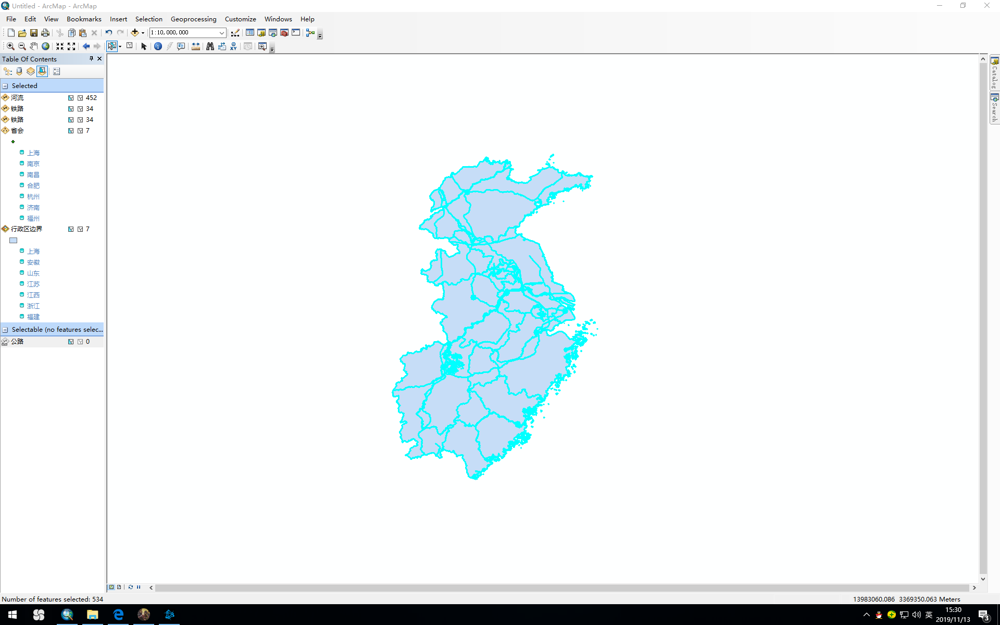 Untitled - ArcMap - ArcMap
File Edit View Bookmarks Insert Selection Geoprocessing Customize Windows Help
1:10,000,000
Table Of Contents
Selected
河流 452
铁路 34
铁路 34
省会 7
上海
南京
南昌
合肥
杭州
济南
福州
行政区边界 7
上海
安徽
山东
江苏
江西
浙江
福建
Selectable (no features selec...
公路 0
Catalog
Search
Number of features selected: 534
13983060.086 3369350.063 Meters
英
15:30
2019/11/13
3